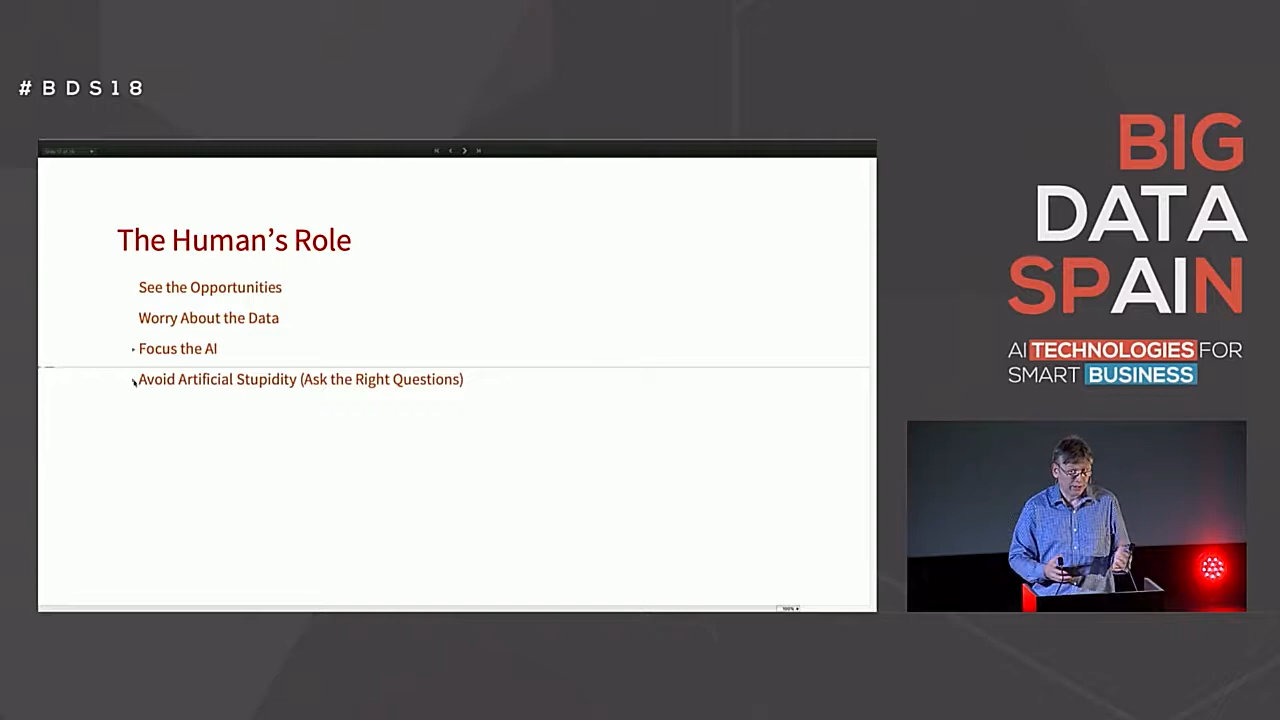 #BDS18
The Human's Role
See the Opportunities
Worry About the Data
Focus the AI
Avoid Artificial Stupidity (Ask the Right Questions)
100%
BIG
DATA
SPAIN
AI TECHNOLOGIES FOR
SMART BUSINESS